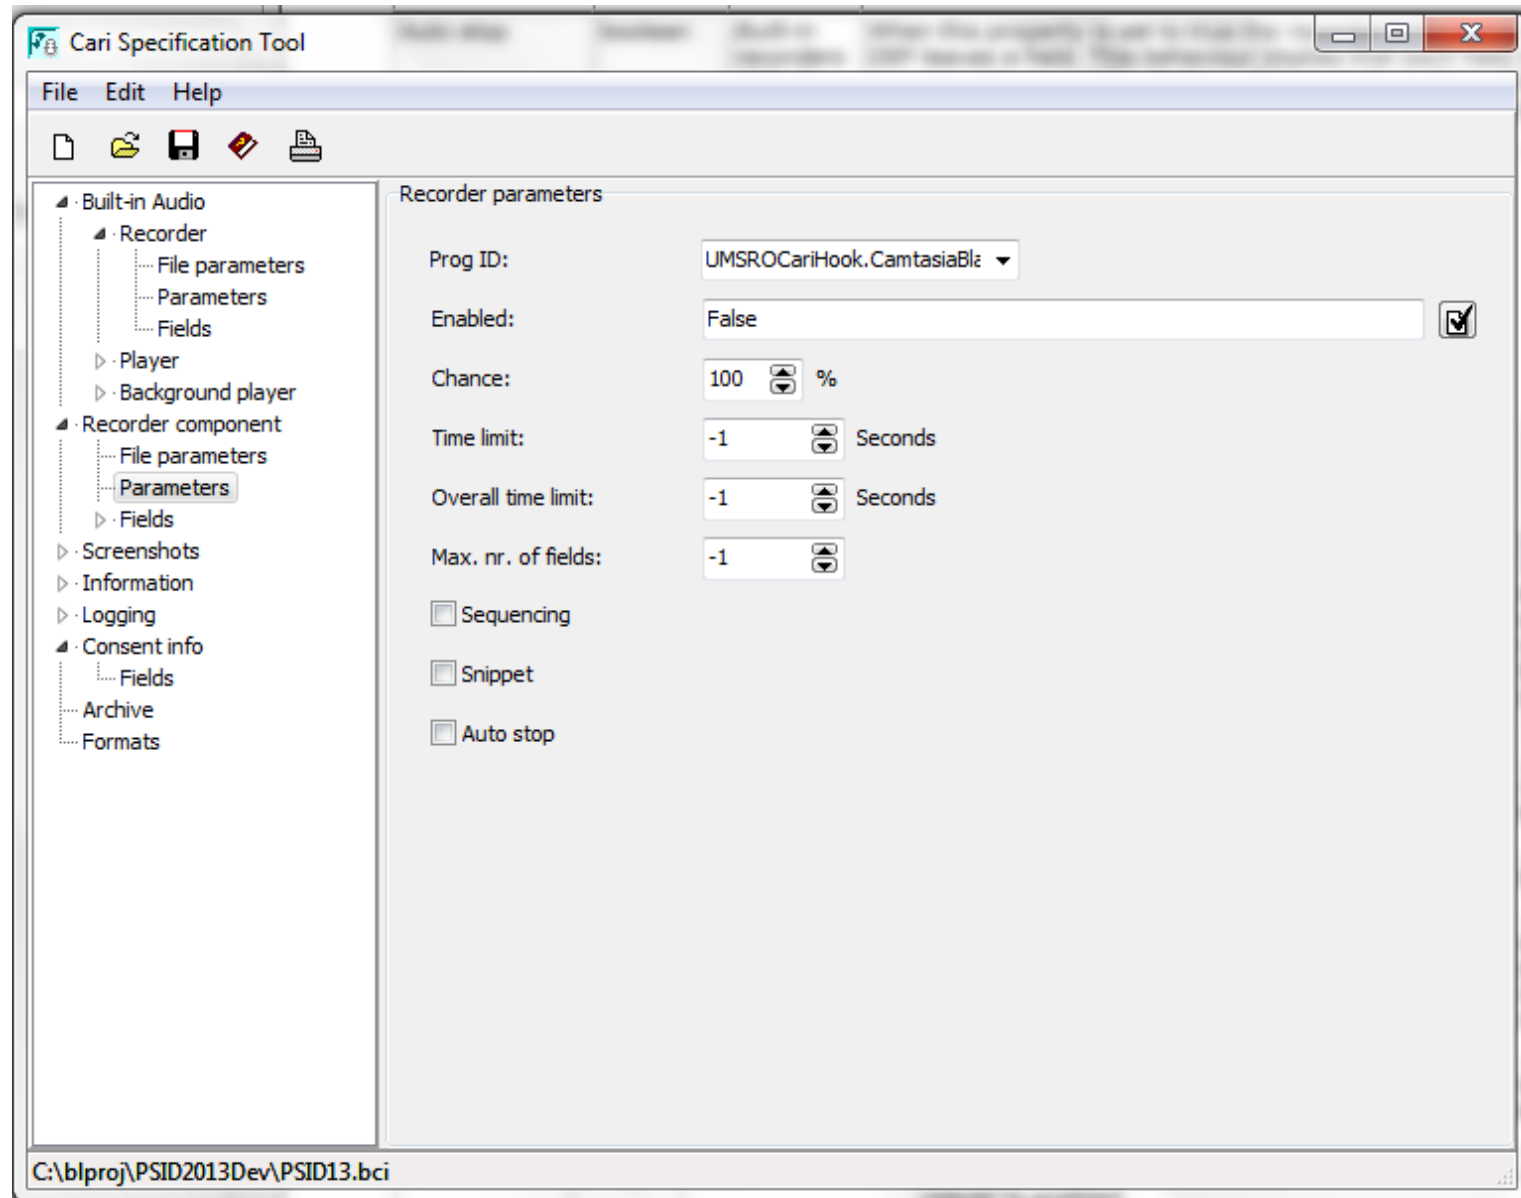 Cari Specification Tool
File Edit Help
Built-in Audio
Recorder
File parameters
Parameters
Fields
Player
Background player
Recorder component
File parameters
Parameters
Fields
Screenshots
Information
Logging
Consent info
Fields
Archive
Formats
Recorder parameters
Prog ID: UMSROCariHook.CamtasiaBla
Enabled: False
Chance: 100 %
Time limit: -1 Seconds
Overall time limit: -1 Seconds
Max. nr. of fields: -1
Sequencing
Snippet
Auto stop
C:\blproj\PSID2013Dev\PSID13.bci